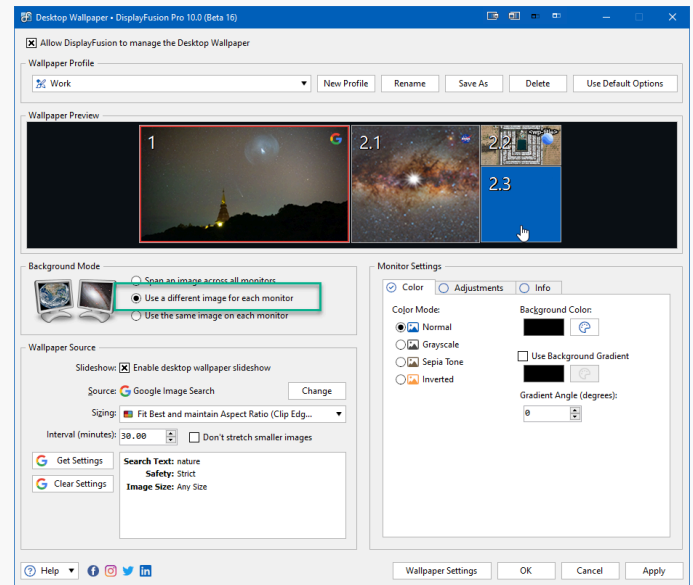 Desktop Wallpaper • DisplayFusion Pro 10.0 (Beta 16)
Allow DisplayFusion to manage the Desktop Wallpaper
Wallpaper Profile
Work
New Profile
Rename
Save As
Delete
Use Default Options
Wallpaper Preview
1
2.1
2.2
2.3
Background Mode
Span an image across all monitors
Use a different image for each monitor
Use the same image on each monitor
Wallpaper Source
Slideshow: Enable desktop wallpaper slideshow
Source: Google Image Search
Change
Sizing: Fit Best and maintain Aspect Ratio (Clip Edg...
Interval (minutes): 30.00 Don't stretch smaller images
Get Settings
Clear Settings
Search Text: nature
Safety: Strict
Image Size: Any Size
Monitor Settings
Color
Adjustments
Info
Color Mode:
Normal
Grayscale
Sepia Tone
Inverted
Background Color:
Use Background Gradient
Gradient Angle (degrees):
0
Help
Wallpaper Settings
OK
Cancel
Apply